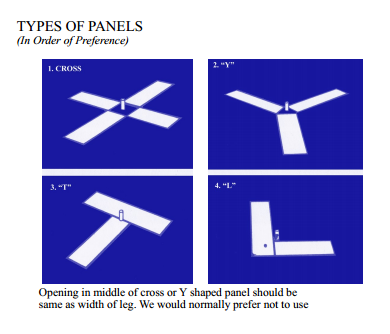 TYPES OF PANELS
(In Order of Preference)
1. CROSS
2. "Y"
3. "T"
4. "L"
Opening in middle of cross or Y shaped panel should be
same as width of leg. We would normally prefer not to use